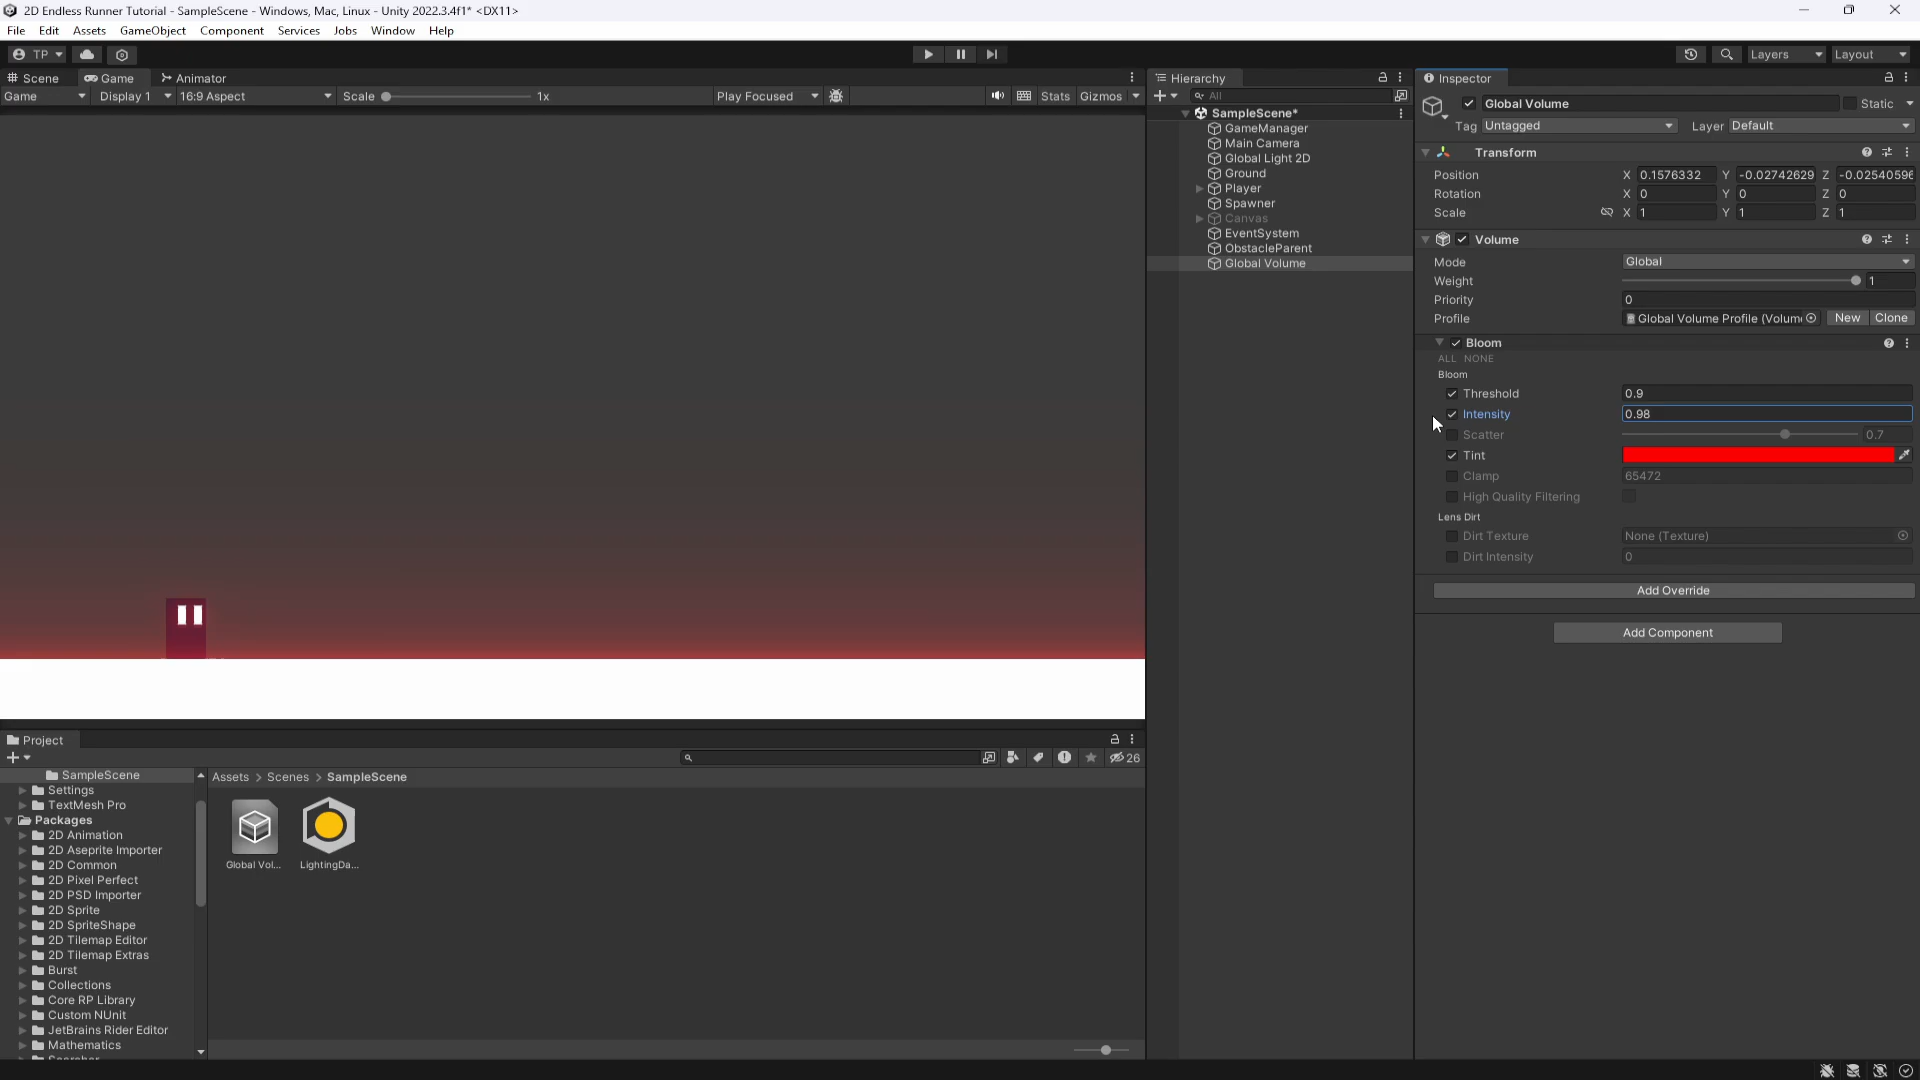 2D Endless Runner Tutorial - SampleScene - Windows, Mac, Linux - Unity 2022.3.4f1* <DX11>
File Edit Assets GameObject Component Services Jobs Window Help
TP
Layers Layout
Scene Game Animator
Game Display 1 16:9 Aspect Scale 1x Play Focused Stats Gizmos
Hierarchy
All
SampleScene*
GameManager
Main Camera
Global Light 2D
Ground
Player
Spawner
Canvas
EventSystem
ObstacleParent
Global Volume
Inspector
Global Volume Static
Tag Untagged Layer Default
Transform
Position X 0.1576332 Y -0.02742629 Z -0.02540596
Rotation X 0 Y 0 Z 0
Scale X 1 Y 1 Z 1
Volume
Mode Global
Weight 1
Priority 0
Profile Global Volume Profile (Volum New Clone
Bloom
ALL NONE
Bloom
Threshold 0.9
Intensity 0.98
Scatter 0.7
Tint
Clamp 65472
High Quality Filtering
Lens Dirt
Dirt Texture None (Texture)
Dirt Intensity 0
Add Override
Add Component
Project
26
SampleScene
Settings
TextMesh Pro
Packages
2D Animation
2D Aseprite Importer
2D Common
2D Pixel Perfect
2D PSD Importer
2D Sprite
2D SpriteShape
2D Tilemap Editor
2D Tilemap Extras
Burst
Collections
Core RP Library
Custom NUnit
JetBrains Rider Editor
Mathematics
Assets > Scenes > SampleScene
Global Vol... LightingDa...